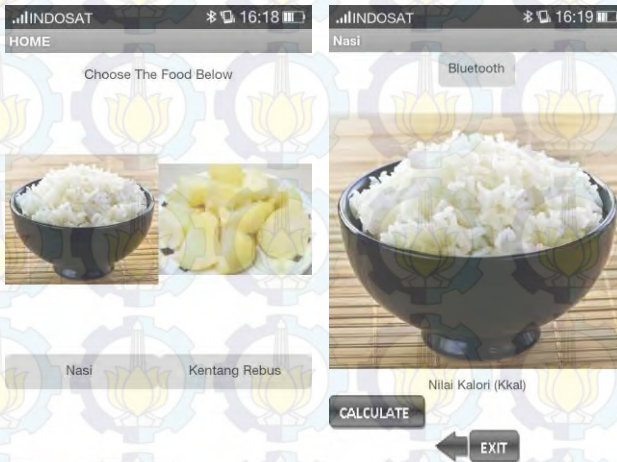 INDOSAT 16:18
HOME
Choose The Food Below
Nasi Kentang Rebus
INDOSAT 16:19
Nasi
Bluetooth
Nilai Kalori (Kkal)
CALCULATE
EXIT